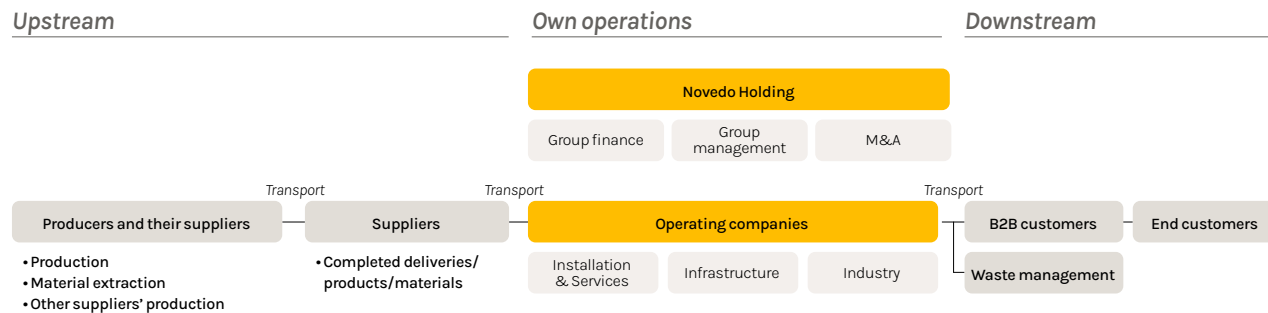 Upstream
Own operations
Downstream
Novedo Holding
Group finance
Group
management
M&A
Transport
Transport
Transport
Producers and their suppliers
Suppliers
Operating companies
B2B customers
End customers
• Production
• Material extraction
• Other suppliers’ production
• Completed deliveries/
products/materials
Installation
& Services
Infrastructure
Industry
Waste management